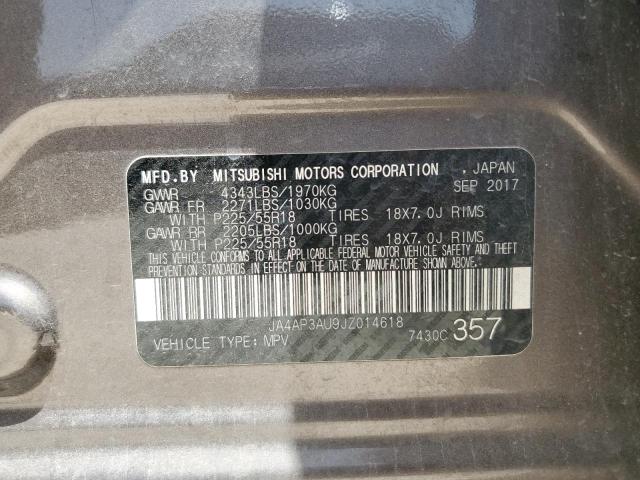 MFD.BY MITSUBISHI MOTORS CORPORATION , JAPAN
GVWR 4343LBS/1970KG SEP 2017
GAWR FR 2271LBS/1030KG
WITH P225/55R18 TIRES 18X7.0J RIMS
GAWR RR 2205LBS/1000KG
WITH P225/55R18 TIRES 18X7.0J RIMS
THIS VEHICLE CONFORMS TO ALL APPLICABLE FEDERAL MOTOR VEHICLE SAFETY AND THEFT
PREVENTION STANDARDS IN EFFECT ON THE DATE OF MANUFACTURE SHOWN ABOVE.
JA4AP3AU9JZ014618
VEHICLE TYPE:MPV 7430C 357